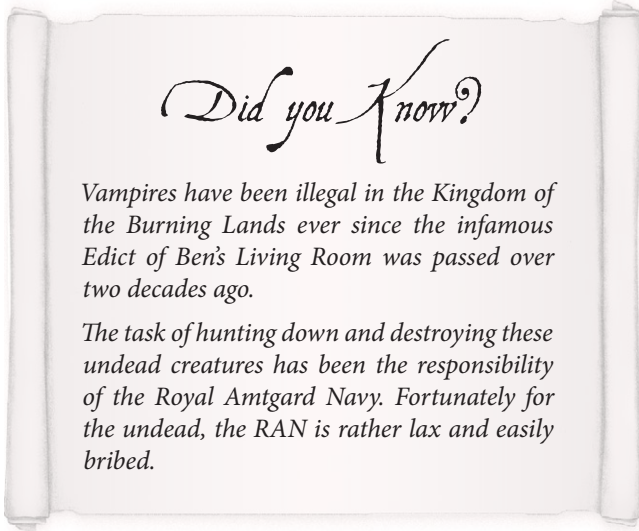 Did you Know?
Vampires have been illegal in the Kingdom of
the Burning Lands ever since the infamous
Edict of Ben's Living Room was passed over
two decades ago.
The task of hunting down and destroying these
undead creatures has been the responsibility
of the Royal Amtgard Navy. Fortunately for
the undead, the RAN is rather lax and easily
bribed.